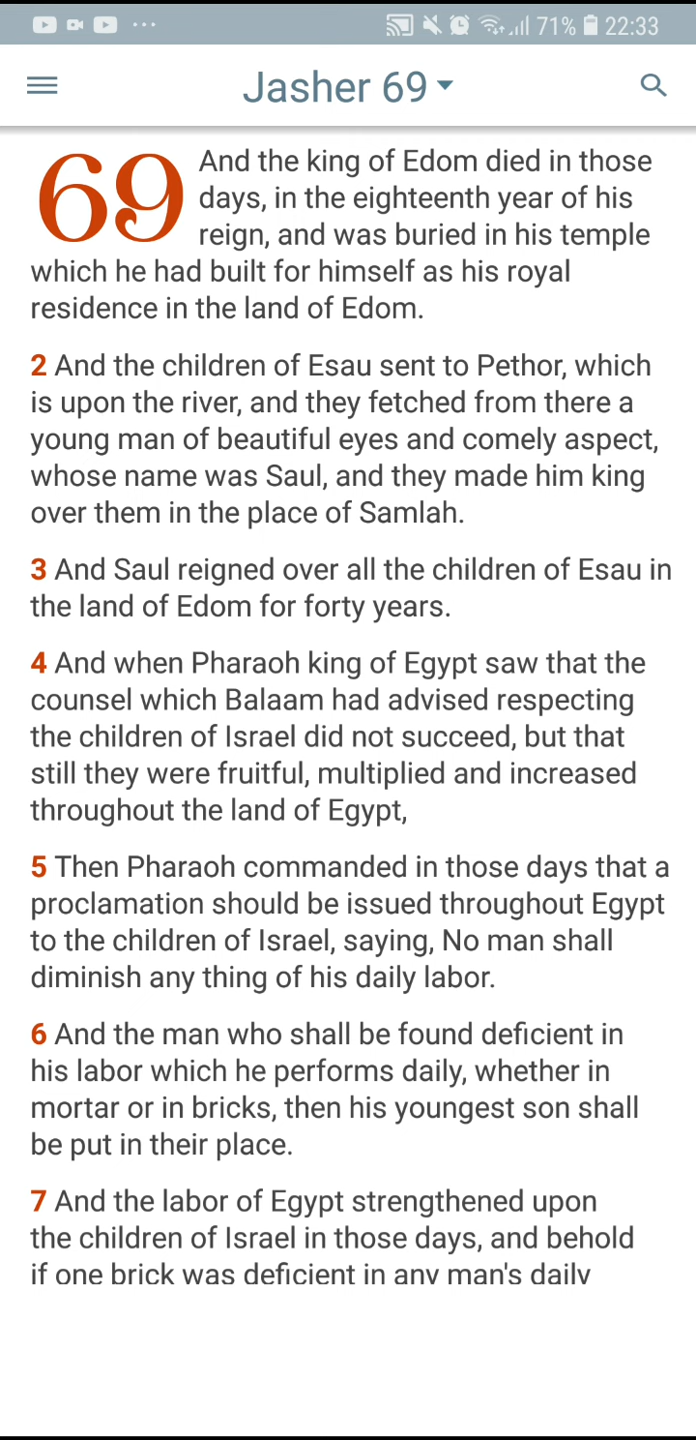 71% 22:33
Jasher 69
69 And the king of Edom died in those
days, in the eighteenth year of his
reign, and was buried in his temple
which he had built for himself as his royal
residence in the land of Edom.
2 And the children of Esau sent to Pethor, which
is upon the river, and they fetched from there a
young man of beautiful eyes and comely aspect,
whose name was Saul, and they made him king
over them in the place of Samlah.
3 And Saul reigned over all the children of Esau in
the land of Edom for forty years.
4 And when Pharaoh king of Egypt saw that the
counsel which Balaam had advised respecting
the children of Israel did not succeed, but that
still they were fruitful, multiplied and increased
throughout the land of Egypt,
5 Then Pharaoh commanded in those days that a
proclamation should be issued throughout Egypt
to the children of Israel, saying, No man shall
diminish any thing of his daily labor.
6 And the man who shall be found deficient in
his labor which he performs daily, whether in
mortar or in bricks, then his youngest son shall
be put in their place.
7 And the labor of Egypt strengthened upon
the children of Israel in those days, and behold
if one brick was deficient in any man's daily